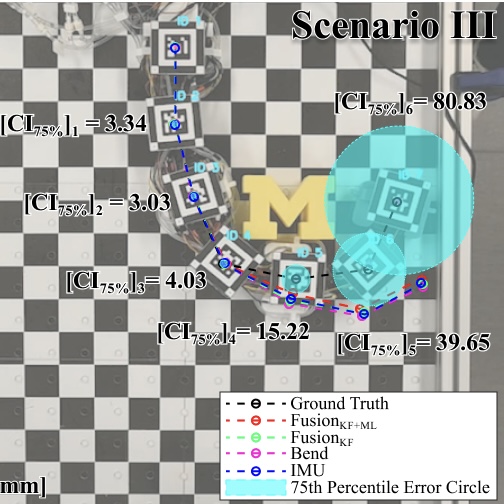 Scenario III
[CI75%]6 = 80.83
[CI75%]1 = 3.34
[CI75%]2 = 3.03
M
[CI75%]3= 4.03
[CI75%]4 = 15.22
[CI75%]5 = 39.65
Ground Truth
FusionKF+ML
FusionKF
Bend
IMU
75th Percentile Error Circle
mm]